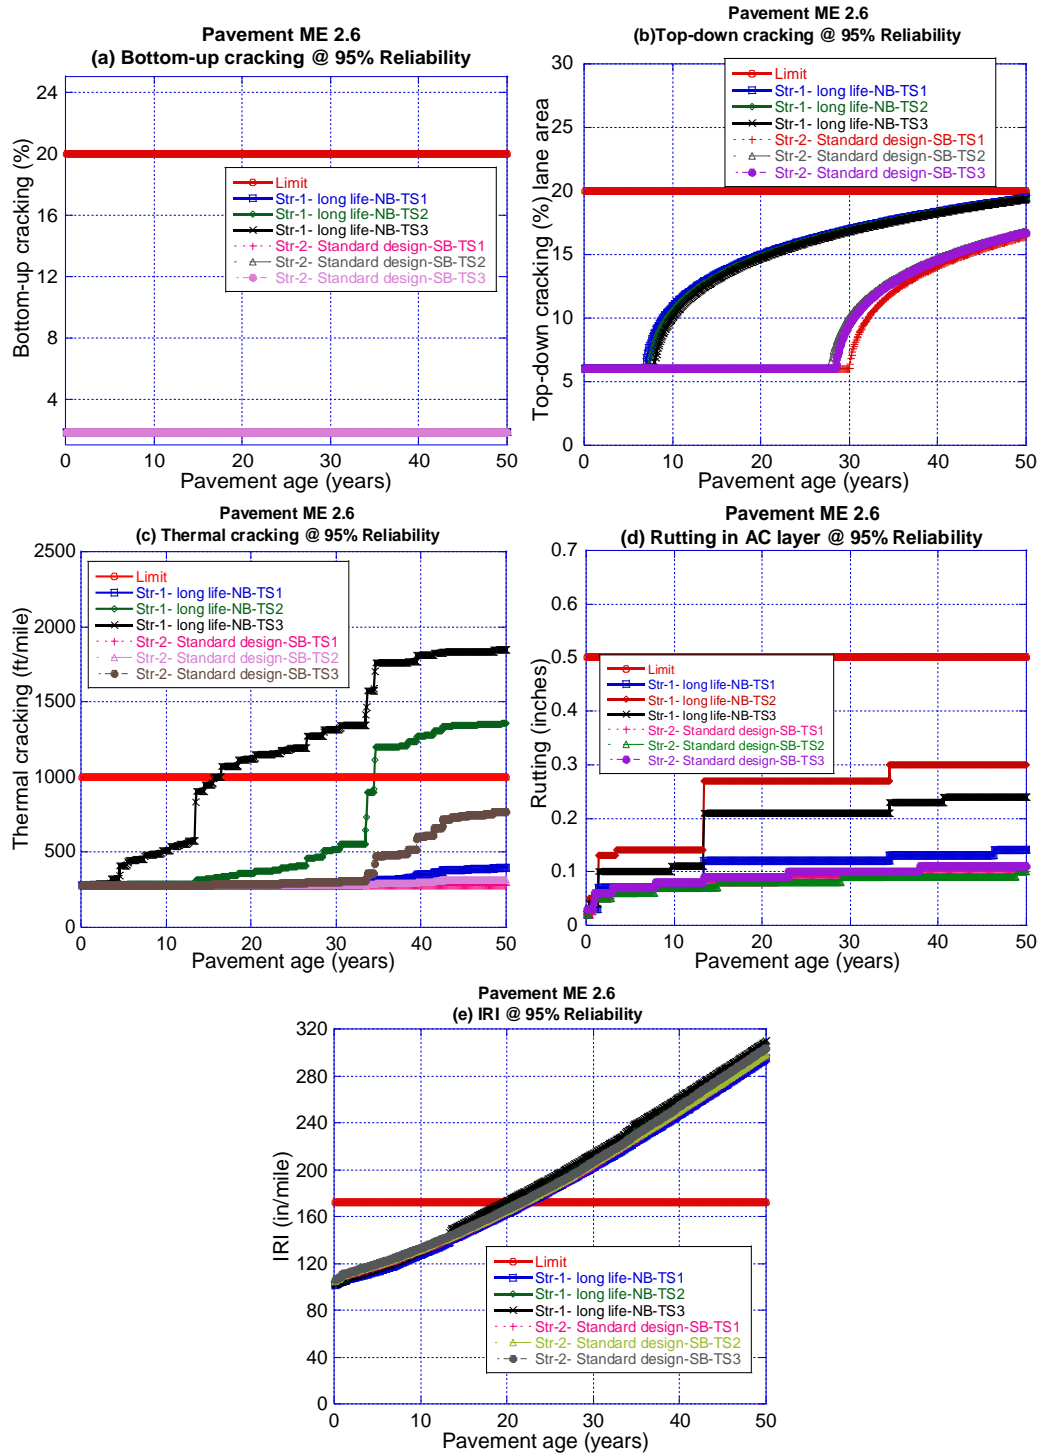 Pavement ME 2.6
(a) Bottom-up cracking @ 95% Reliability
24
20
16
12
8
4
0 10 20 30 40 50
Bottom-up cracking (%)
Pavement age (years)
Limit
Str-1- long life-NB-TS1
Str-1- long life-NB-TS2
Str-1- long life-NB-TS3
Str-2- Standard design-SB-TS1
Str-2- Standard design-SB-TS2
Str-2- Standard design-SB-TS3
Pavement ME 2.6
(b)Top-down cracking @ 95% Reliability
30
25
20
15
10
5
0
0 10 20 30 40 50
Top-down cracking (%) lane area
Pavement age (years)
Limit
Str-1- long life-NB-TS1
Str-1- long life-NB-TS2
Str-1- long life-NB-TS3
Str-2- Standard design-SB-TS1
Str-2- Standard design-SB-TS2
Str-2- Standard design-SB-TS3
Pavement ME 2.6
(c) Thermal cracking @ 95% Reliability
2500
2000
1500
1000
500
0
0 10 20 30 40 50
Thermal cracking (ft/mile)
Pavement age (years)
Limit
Str-1- long life-NB-TS1
Str-1- long life-NB-TS2
Str-1- long life-NB-TS3
Str-2- Standard design-SB-TS1
Str-2- Standard design-SB-TS2
Str-2- Standard design-SB-TS3
Pavement ME 2.6
(d) Rutting in AC layer @ 95% Reliability
0.7
0.6
0.5
0.4
0.3
0.2
0.1
0
0 10 20 30 40 50
Rutting (inches)
Pavement age (years)
Limit
Str-1- long life-NB-TS1
Str-1- long life-NB-TS2
Str-1- long life-NB-TS3
Str-2- Standard design-SB-TS1
Str-2- Standard design-SB-TS2
Str-2- Standard design-SB-TS3
Pavement ME 2.6
(e) IRI @ 95% Reliability
320
280
240
200
160
120
80
40
0
0 10 20 30 40 50
IRI (in/mile)
Pavement age (years)
Limit
Str-1- long life-NB-TS1
Str-1- long life-NB-TS2
Str-1- long life-NB-TS3
Str-2- Standard design-SB-TS1
Str-2- Standard design-SB-TS2
Str-2- Standard design-SB-TS3